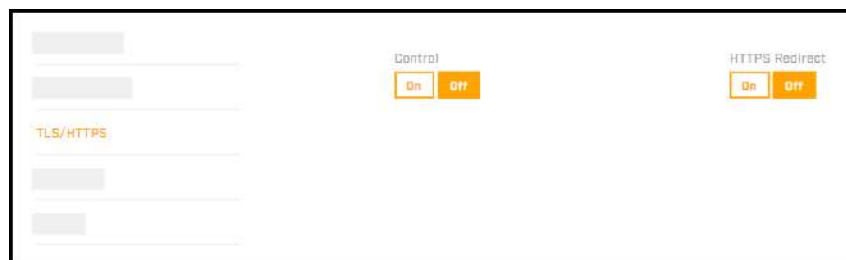 Control
HTTPS Redirect
On Off
On Off
TLS/HTTPS